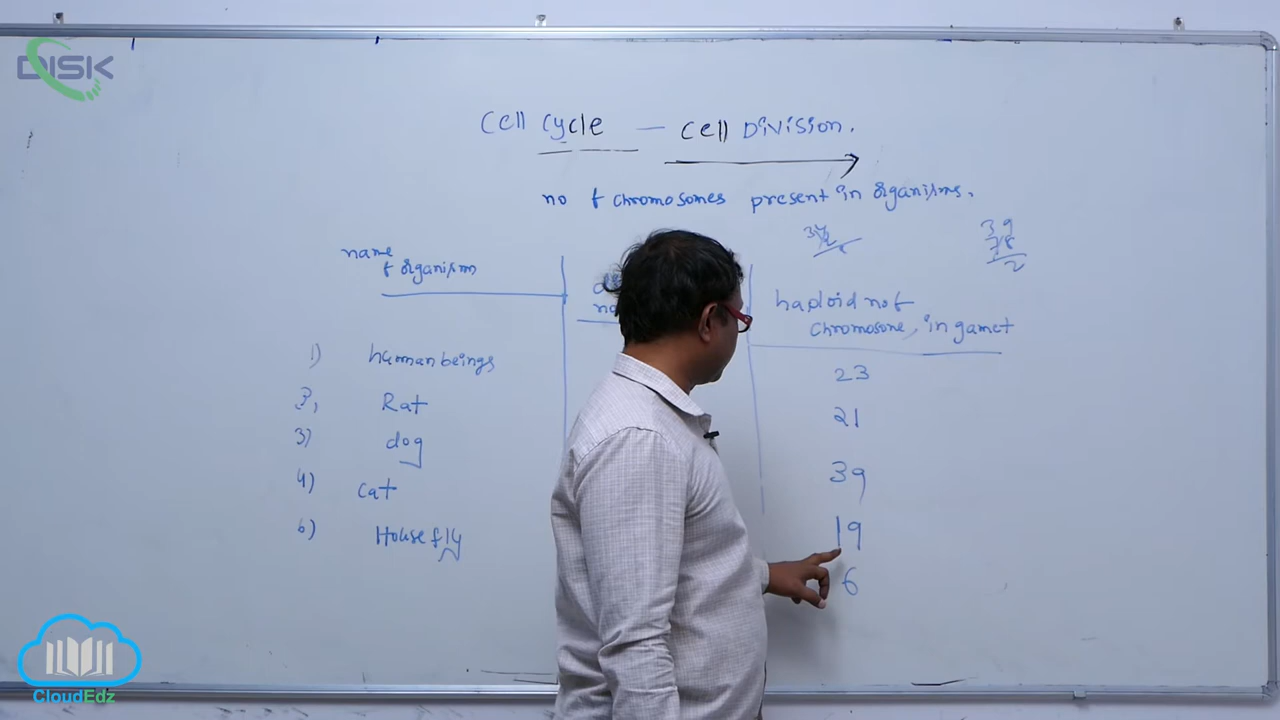 DISK
Cell Cycle — Cell Division.
no of chromosomes present in organisms.
39
78
2
name
of organism
haploid no of
chromosone, in gamet
1) human beings
23
Rat
21
3) dog
39
4) cat
19
6) House fly
6
CloudEdz